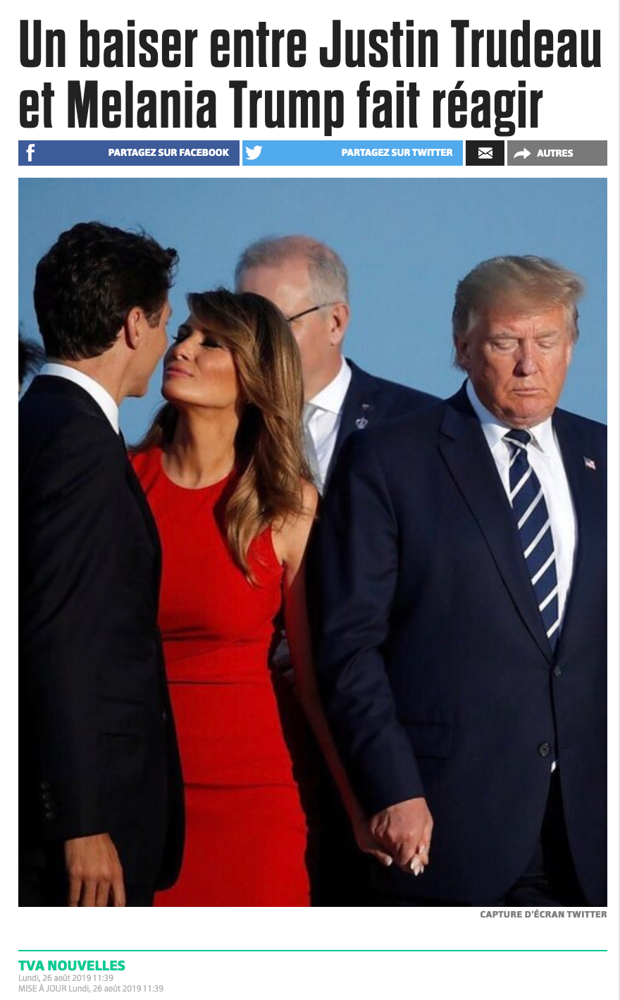 Un baiser entre Justin Trudeau
et Melania Trump fait réagir
PARTAGEZ SUR FACEBOOK
PARTAGEZ SUR TWITTER
AUTRES
CAPTURE D'ÉCRAN TWITTER
TVA NOUVELLES
Lundi, 26 août 2019 11:39
MISE À JOUR Lundi, 26 août 2019 11:39